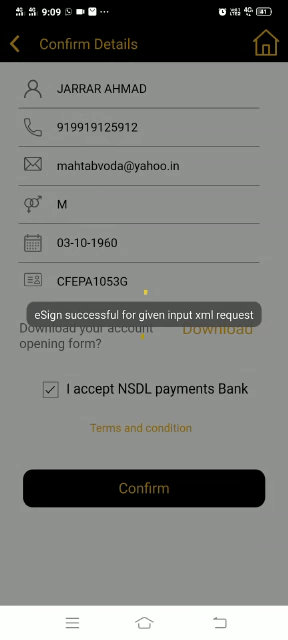 9:09
41
Confirm Details
JARRAR AHMAD
919919125912
mahtabvoda@yahoo.in
M
03-10-1960
CFEPA1053G
eSign successful for given input xml request
Download your account opening form?
Download
I accept NSDL payments Bank
Terms and condition
Confirm